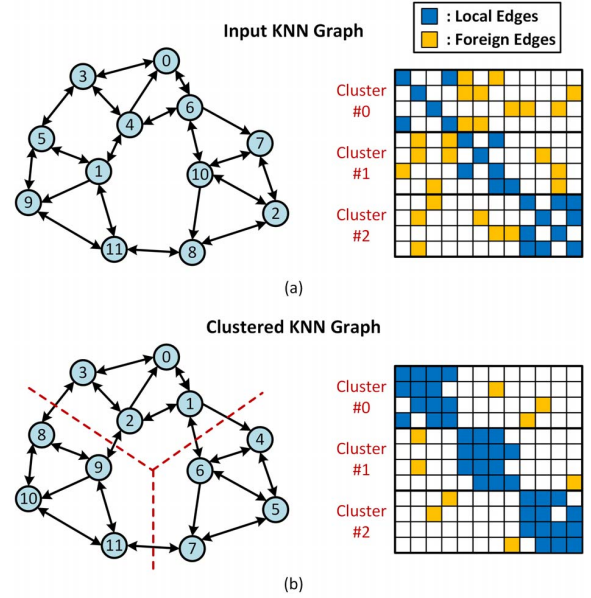 Input KNN Graph
: Local Edges
: Foreign Edges
0
3
6
4
5
7
1
10
9
2
11
8
Cluster
#0
Cluster
#1
Cluster
#2
(a)
Clustered KNN Graph
0
3
1
2
8
4
9
6
10
5
11
7
Cluster
#0
Cluster
#1
Cluster
#2
(b)